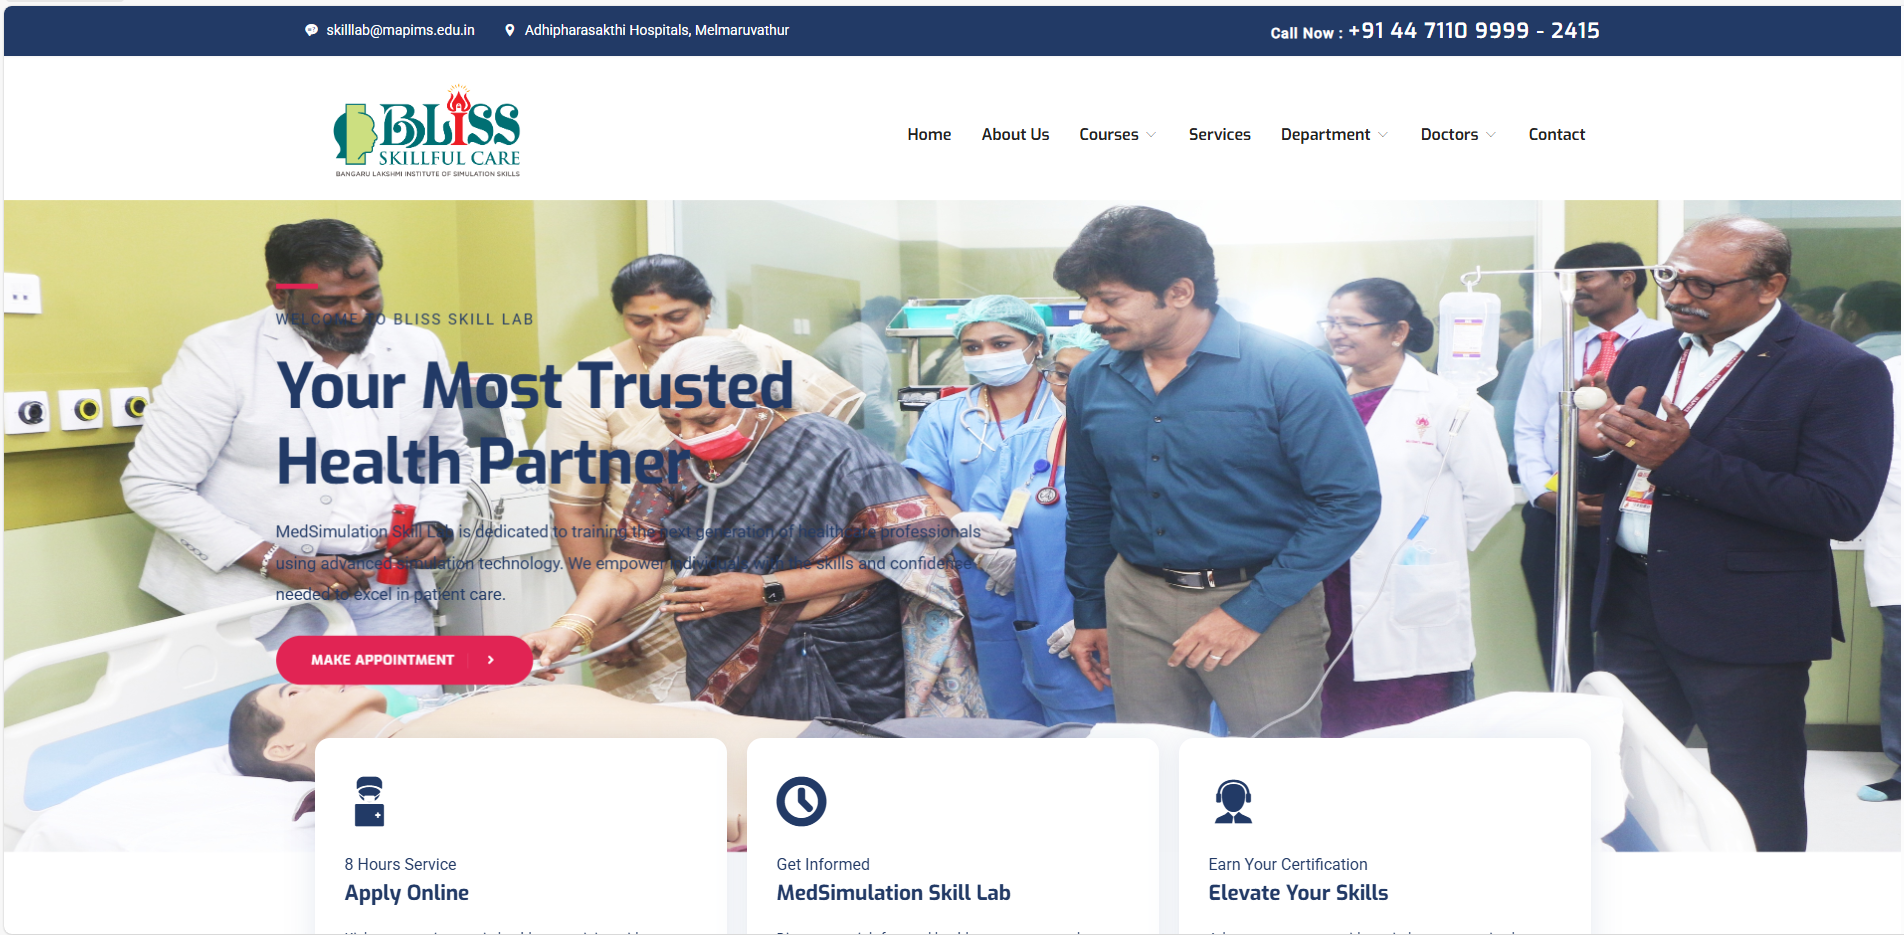 skilllab@mapims.edu.in
Adhipharasakthi Hospitals, Melmaruvathur
Call Now : +91 44 7110 9999 - 2415
BLiSS
SKILLFUL CARE
BANGARU LAKSHMI INSTITUTE OF SIMULATION SKILLS
Home
About Us
Courses
Services
Department
Doctors
Contact
WELCOME TO BLISS SKILL LAB
Your Most Trusted
Health Partner
MedSimulation Skill Lab is dedicated to training the next generation of healthcare professionals
using advanced simulation technology. We empower individuals with the skills and confidense
needed to excel in patient care.
MAKE APPOINTMENT
8 Hours Service
Apply Online
Get Informed
MedSimulation Skill Lab
Earn Your Certification
Elevate Your Skills